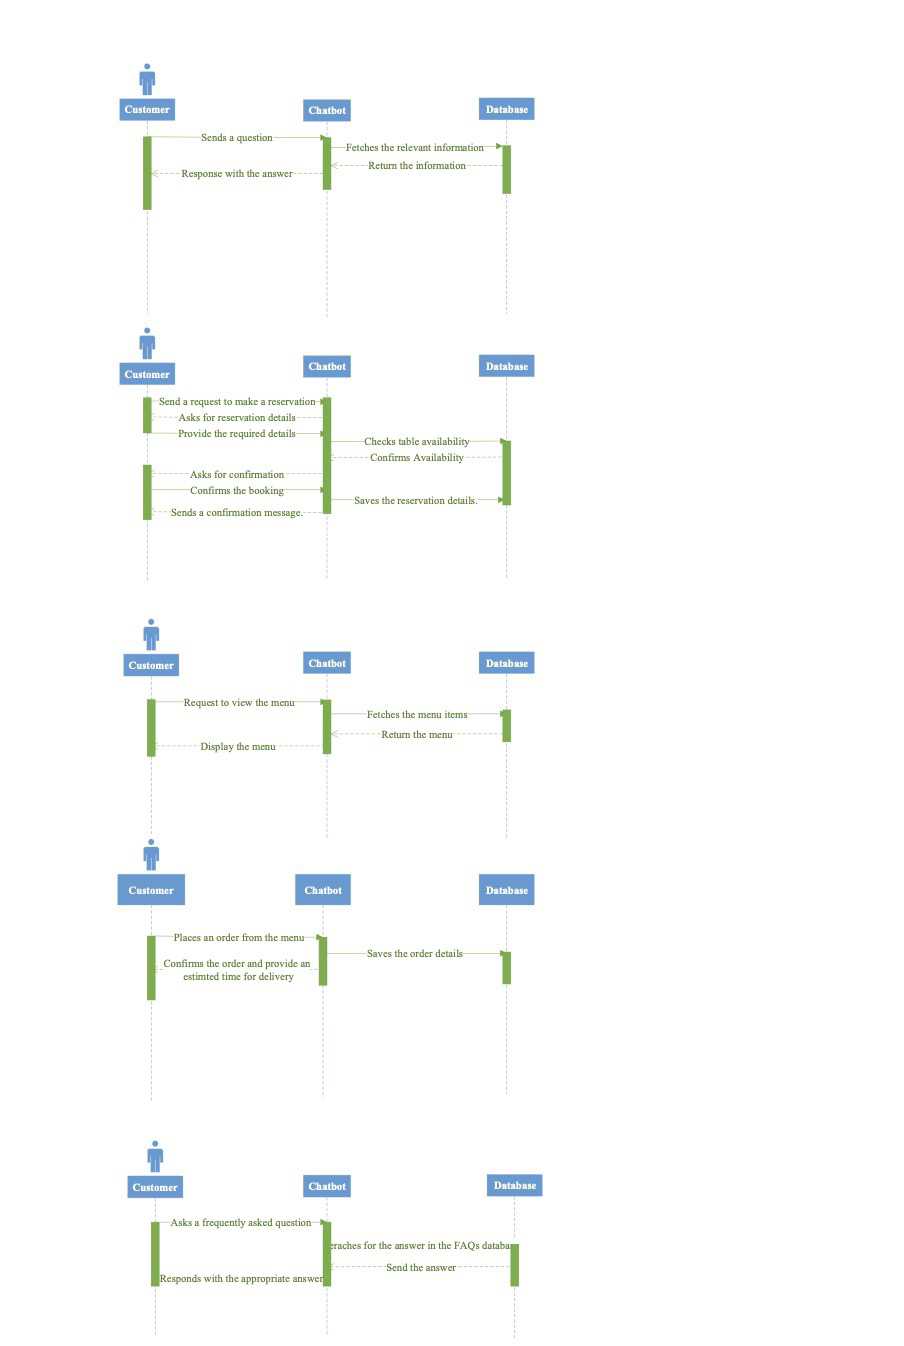 Customer
Chatbot
Database
Sends a question
Fetches the relevant information
Return the information
Response with the answer
Customer
Chatbot
Database
Send a request to make a reservation
Asks for reservation details
Provide the required details
Checks table availability
Confirms Availability
Asks for confirmation
Confirms the booking
Saves the reservation details.
Sends a confirmation message.
Customer
Chatbot
Database
Request to view the menu
Fetches the menu items
Return the menu
Display the menu
Customer
Chatbot
Database
Places an order from the menu
Saves the order details
Confirms the order and provide an
estimted time for delivery
Customer
Chatbot
Database
Asks a frequently asked question
eraches for the answer in the FAQs databa
Send the answer
Responds with the appropriate answer